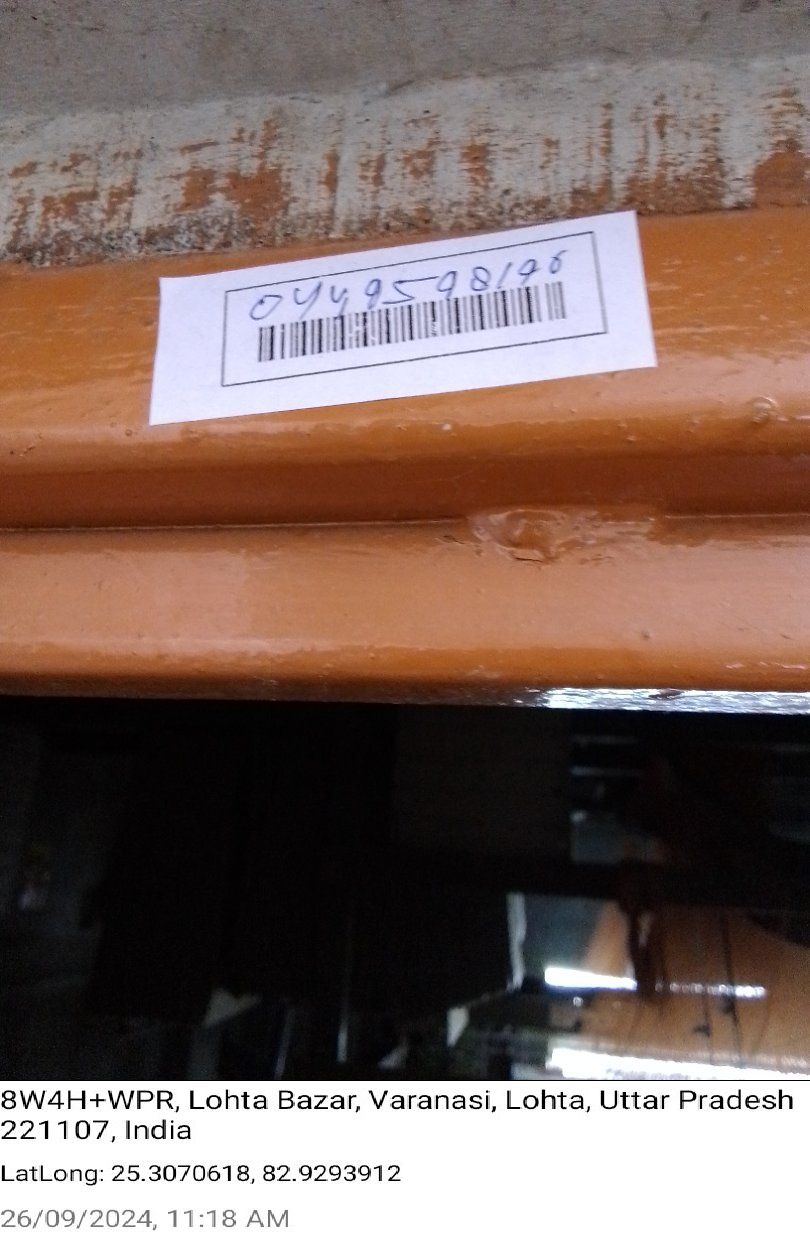 0449598196
8W4H+WPR, Lohta Bazar, Varanasi, Lohta, Uttar Pradesh
221107, India
LatLong: 25.3070618, 82.9293912
26/09/2024, 11:18 AM